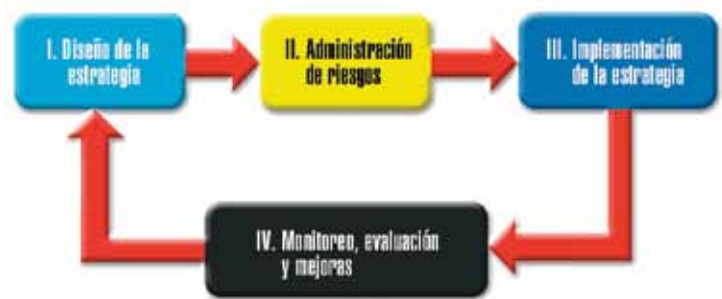 I. Diseño de la
estrategia
II. Administración
de riesgos
III. Implementación
de la estrategia
IV. Monitoreo, evaluación
y mejoras